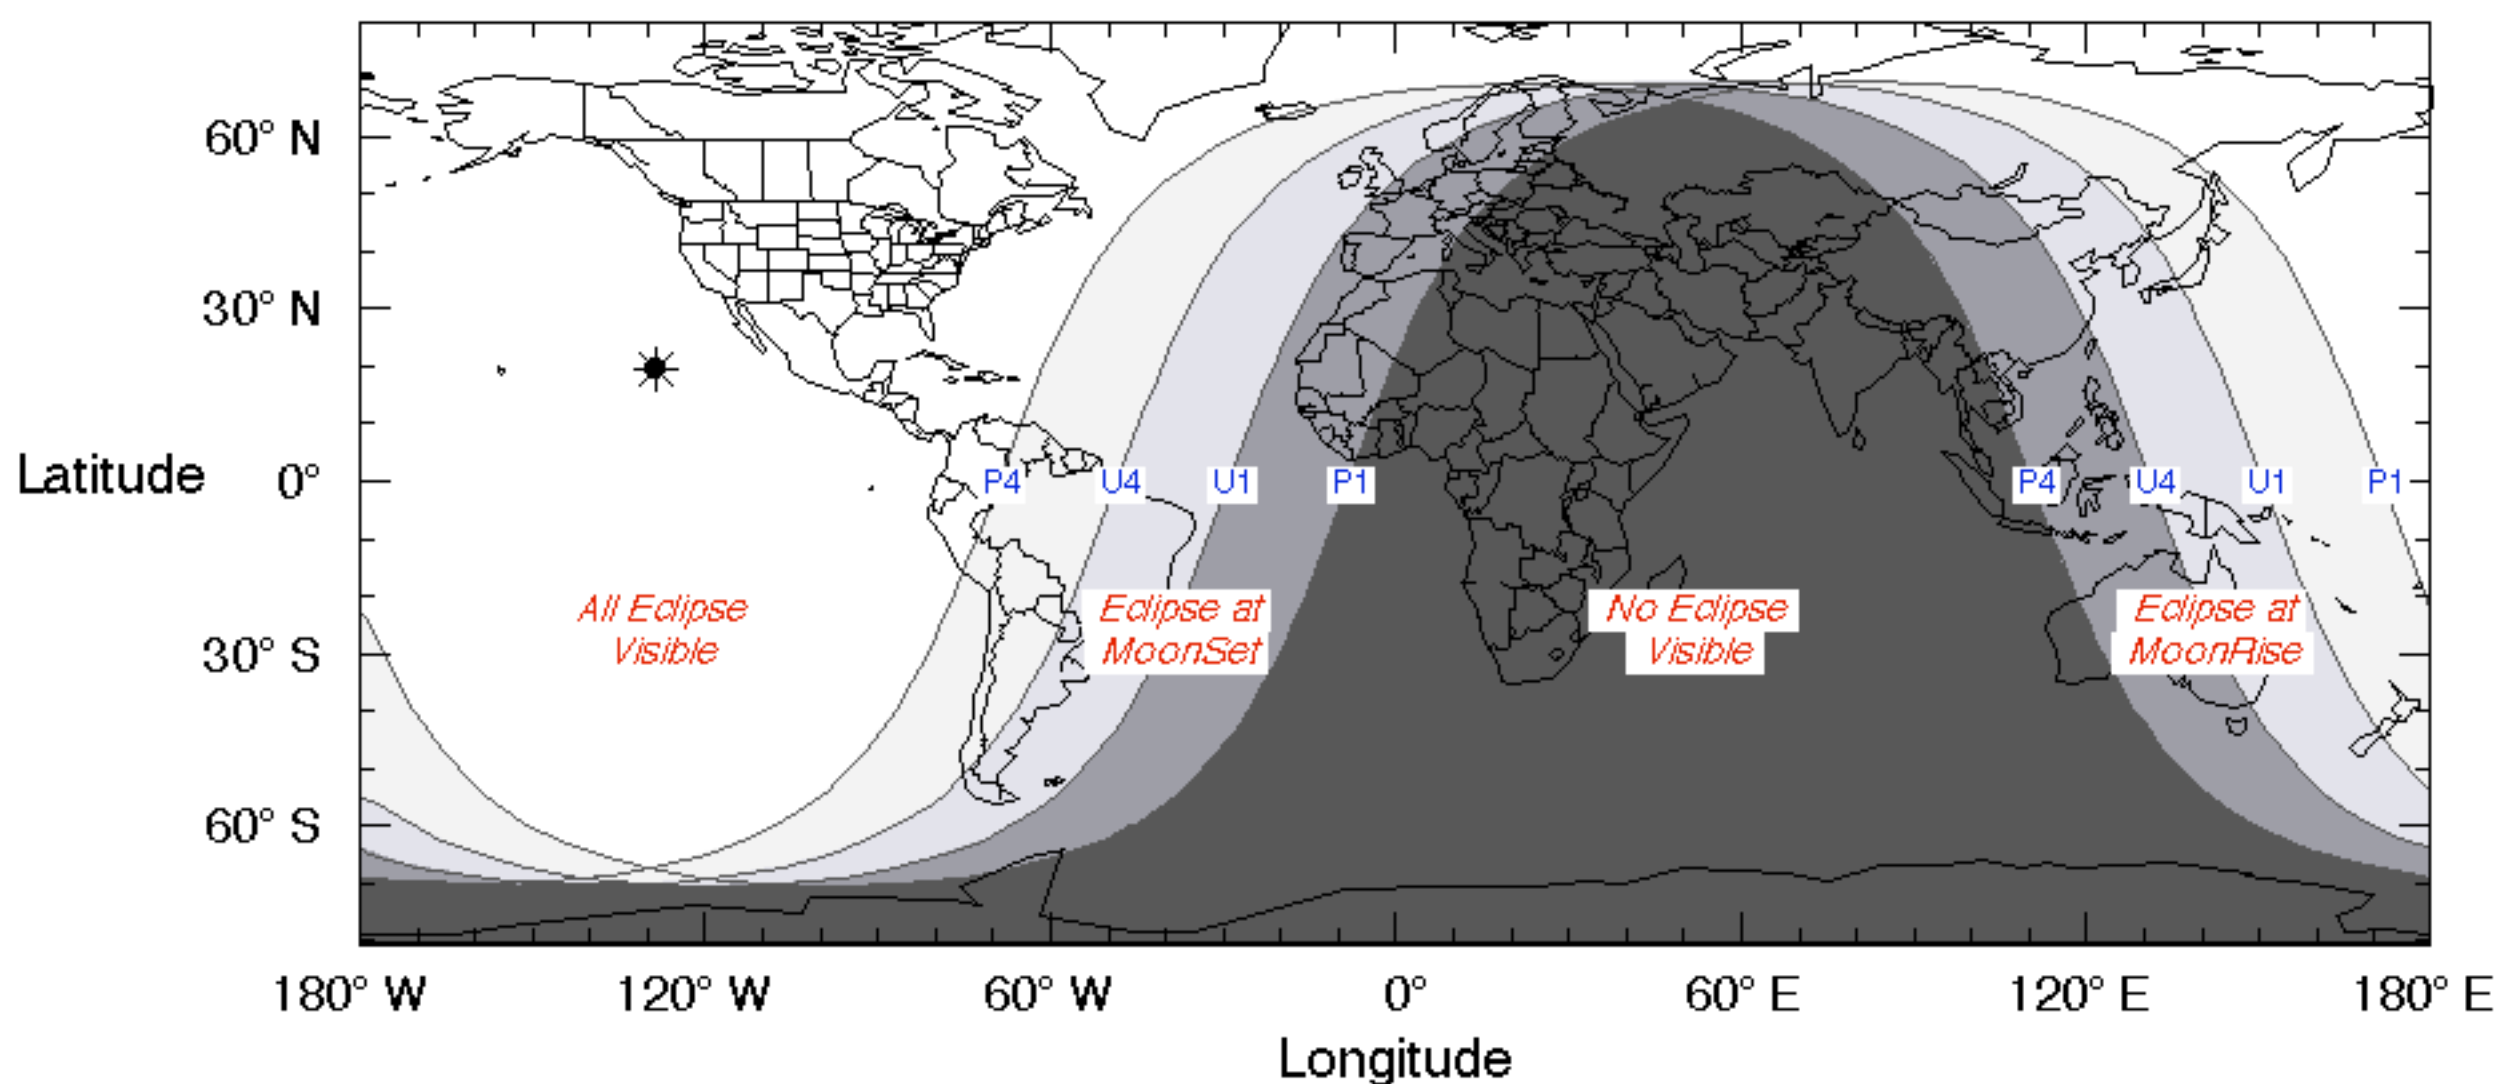 60° N
30° N
Latitude 0°
P4 U4 U1 P1 P4 U4 U1 P1
All Eclipse
Visible
Eclipse at
MoonSet
No Eclipse
Visible
Eclipse at
MoonRise
30° S
60° S
180° W 120° W 60° W 0° 60° E 120° E 180° E
Longitude